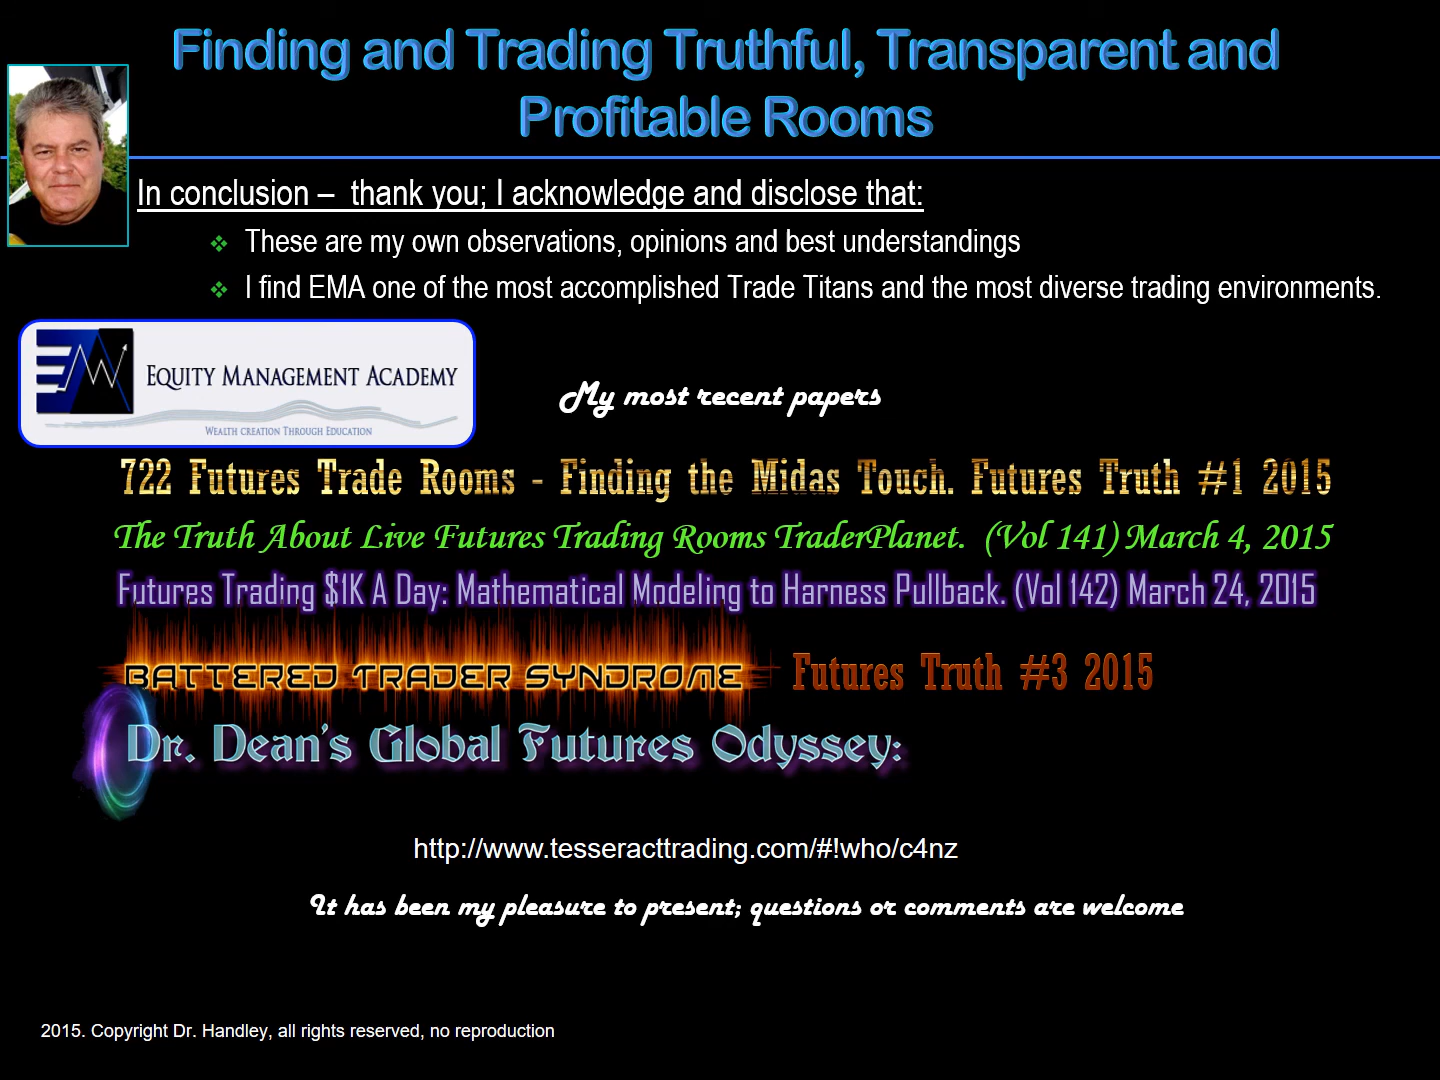 Finding and Trading Truthful, Transparent and
Profitable Rooms
In conclusion – thank you; I acknowledge and disclose that:
These are my own observations, opinions and best understandings
I find EMA one of the most accomplished Trade Titans and the most diverse trading environments.
EQUITY MANAGEMENT ACADEMY
WEALTH CREATION THROUGH EDUCATION
My most recent papers
722 Futures Trade Rooms - Finding the Midas Touch. Futures Truth #1 2015
The Truth About Live Futures Trading Rooms TraderPlanet. (Vol 141) March 4, 2015
Futures Trading $1K A Day: Mathematical Modeling to Harness Pullback. (Vol 142) March 24, 2015
BATTERED TRADER SYNDROME Futures Truth #3 2015
Dr. Dean's Global Futures Odyssey:
http://www.tesseracttrading.com/#!who/c4nz
It has been my pleasure to present; questions or comments are welcome
2015. Copyright Dr. Handley, all rights reserved, no reproduction